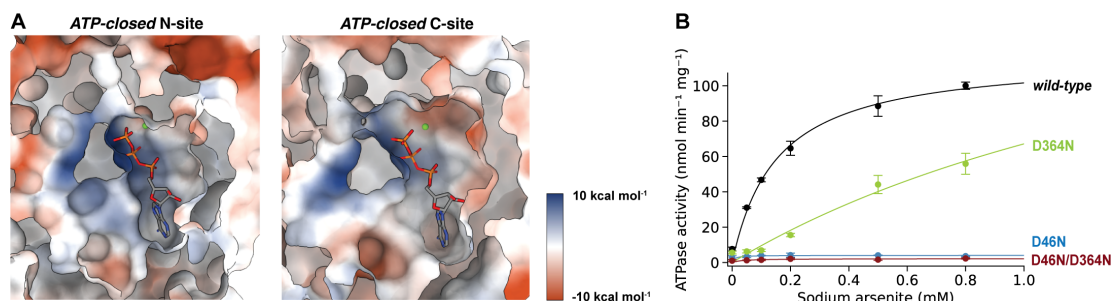 A
ATP-closed N-site
ATP-closed C-site
10 kcal mol⁻¹
-10 kcal mol⁻¹
B
ATPase activity (nmol min⁻¹ mg⁻¹)
100
80
60
40
20
0
wild-type
D364N
D46N
D46N/D364N
0 0.2 0.4 0.6 0.8 1.0
Sodium arsenite (mM)